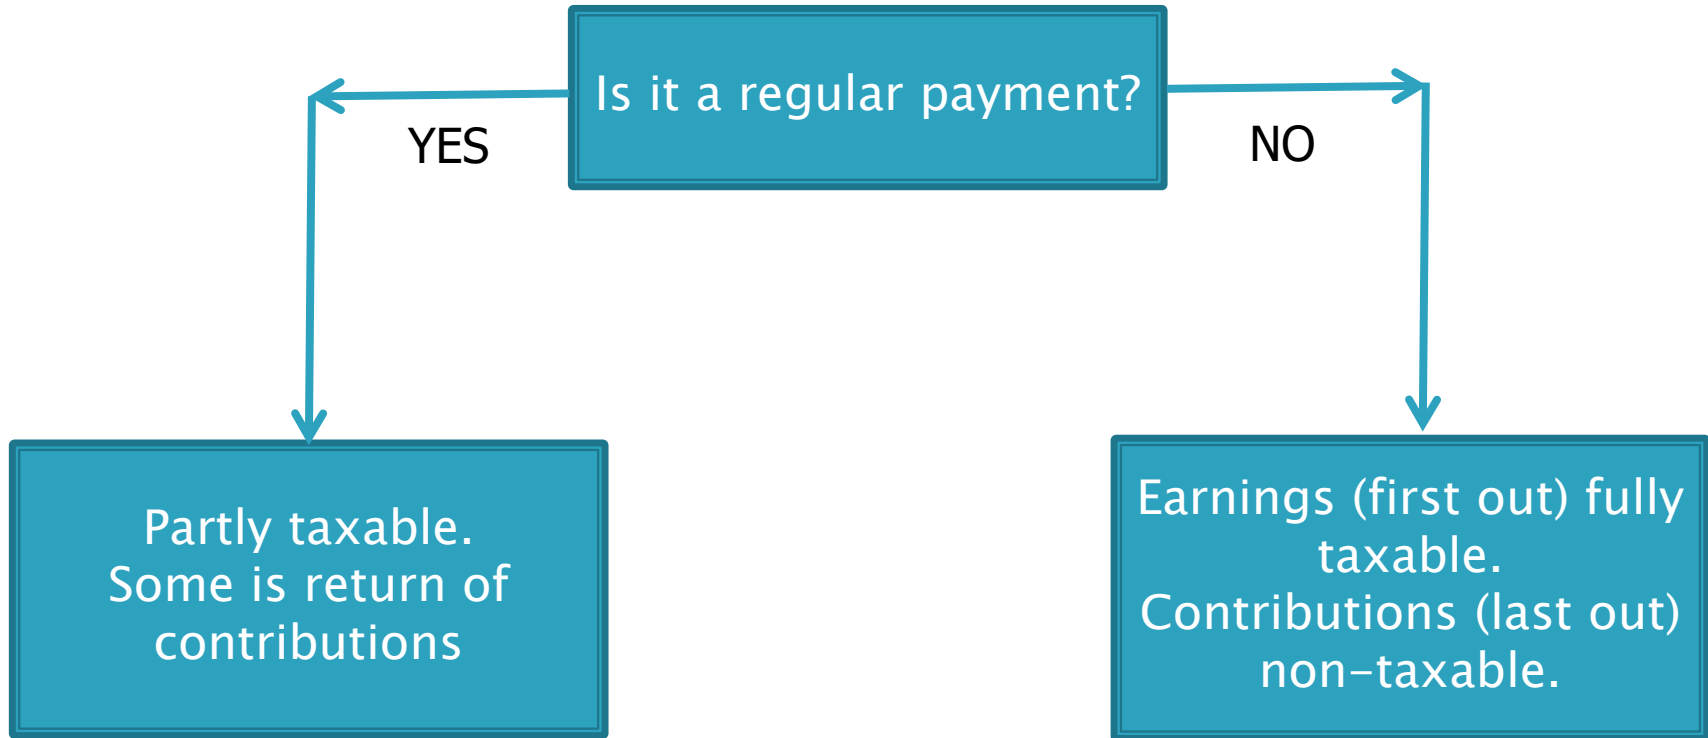 Is it a regular payment?
YES
NO
Partly taxable.
Some is return of
contributions
Earnings (first out) fully
taxable.
Contributions (last out)
non-taxable.